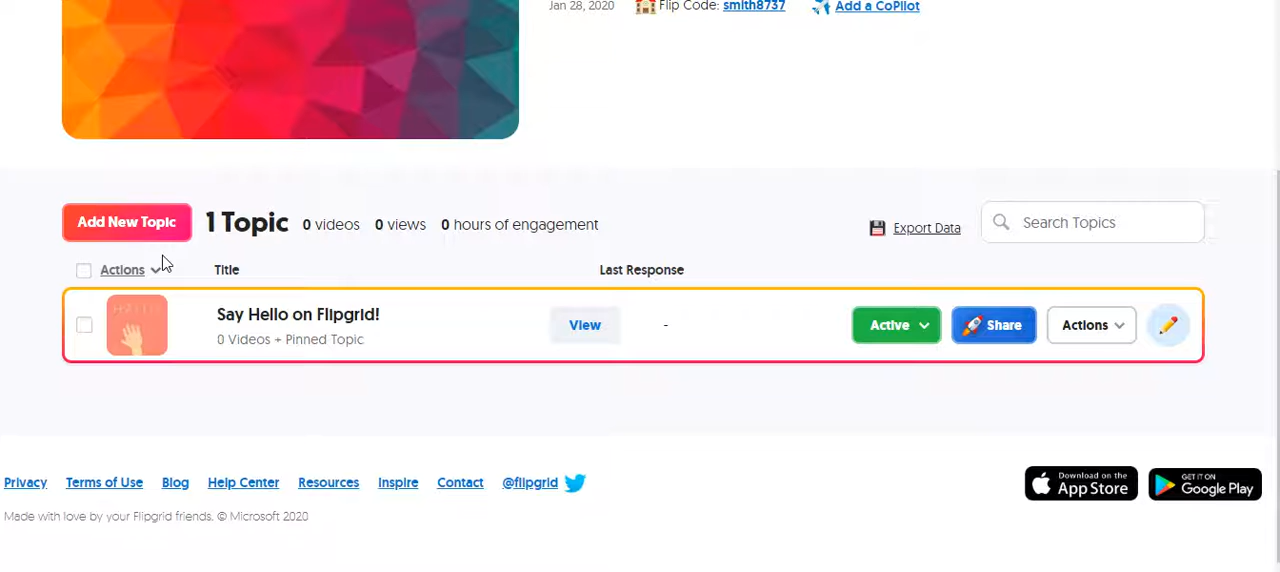 Jan 28, 2020 Flip Code: smith8737 Add a CoPilot
Add New Topic 1 Topic 0 videos 0 views 0 hours of engagement Export Data Search Topics
Actions Title Last Response
HELLO
Say Hello on Flipgrid! View - Active Share Actions
0 Videos + Pinned Topic
Privacy Terms of Use Blog Help Center Resources Inspire Contact @flipgrid
Download on the App Store GET IT ON Google Play
Made with love by your Flipgrid friends. © Microsoft 2020